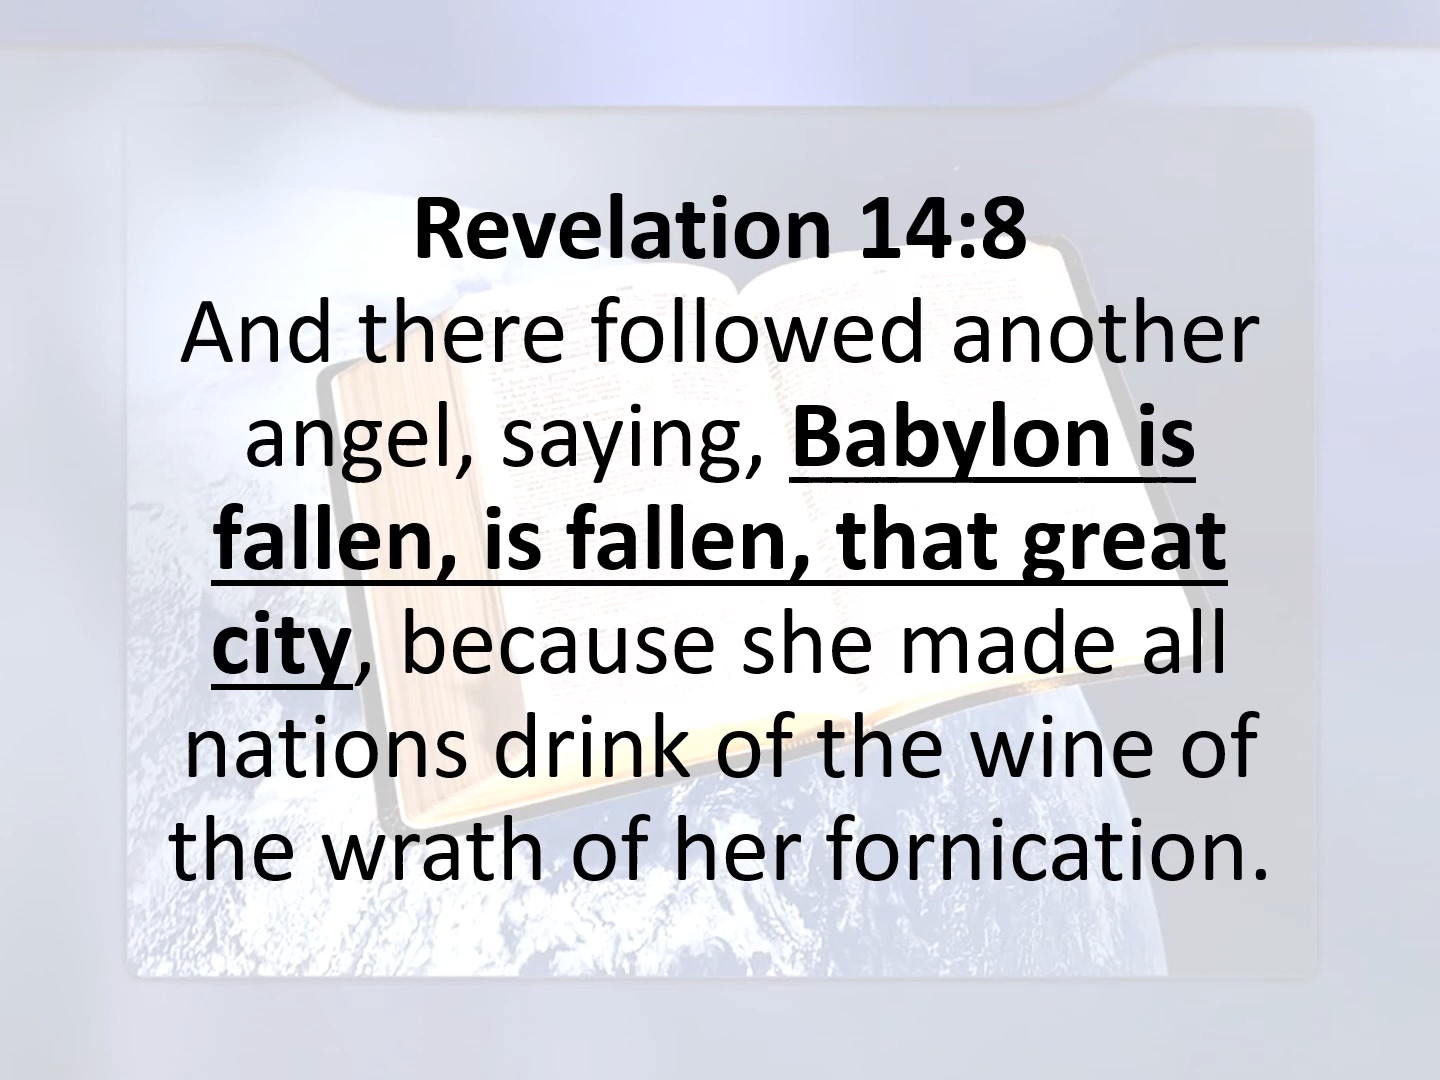 Revelation 14:8
And there followed another
angel, saying, Babylon is
fallen, is fallen, that great
city, because she made all
nations drink of the wine of
the wrath of her fornication.